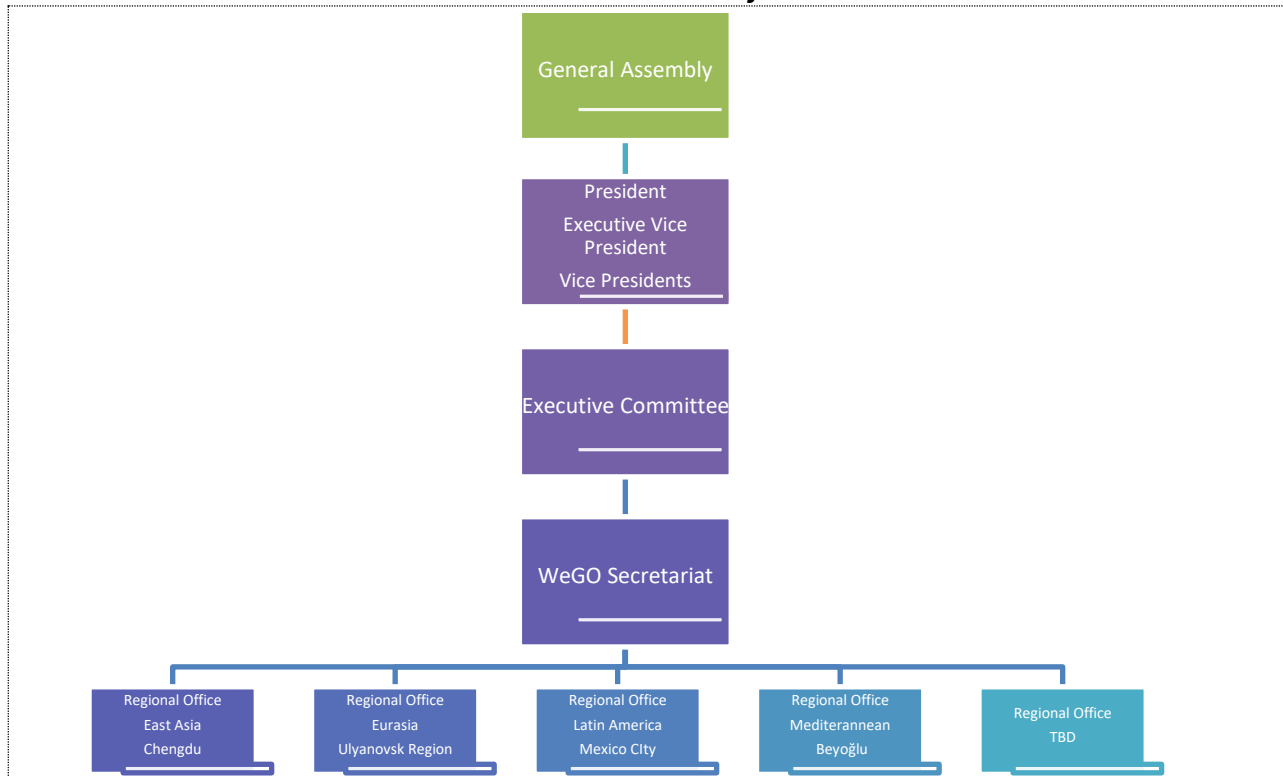 General Assembly
President
Executive Vice
President
Vice Presidents
Executive Committee
WeGO Secretariat
Regional Office
East Asia
Chengdu
Regional Office
Eurasia
Ulyanovsk Region
Regional Office
Latin America
Mexico CIty
Regional Office
Mediterannean
Beyoğlu
Regional Office
TBD